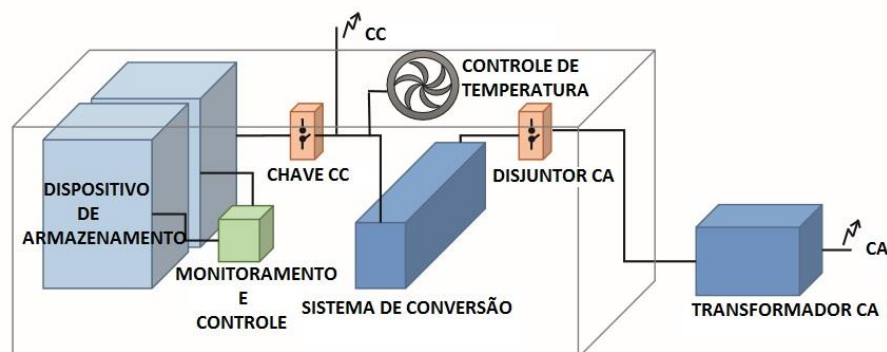 CC
CONTROLE DE
TEMPERATURA
CHAVE CC
DISJUNTOR CA
DISPOSITIVO
DE
ARMAZENAMENTO
MONITORAMENTO
E
CONTROLE
SISTEMA DE CONVERSÃO
CA
TRANSFORMADOR CA